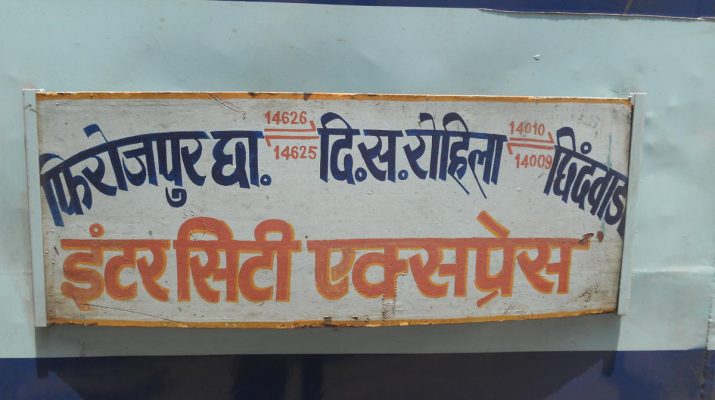 फिरोजपुर छा. 14626 दि.स.रोहिला 14010 छिंदवाडा
14625 14009
इंटर सिटी एक्सप्रेस